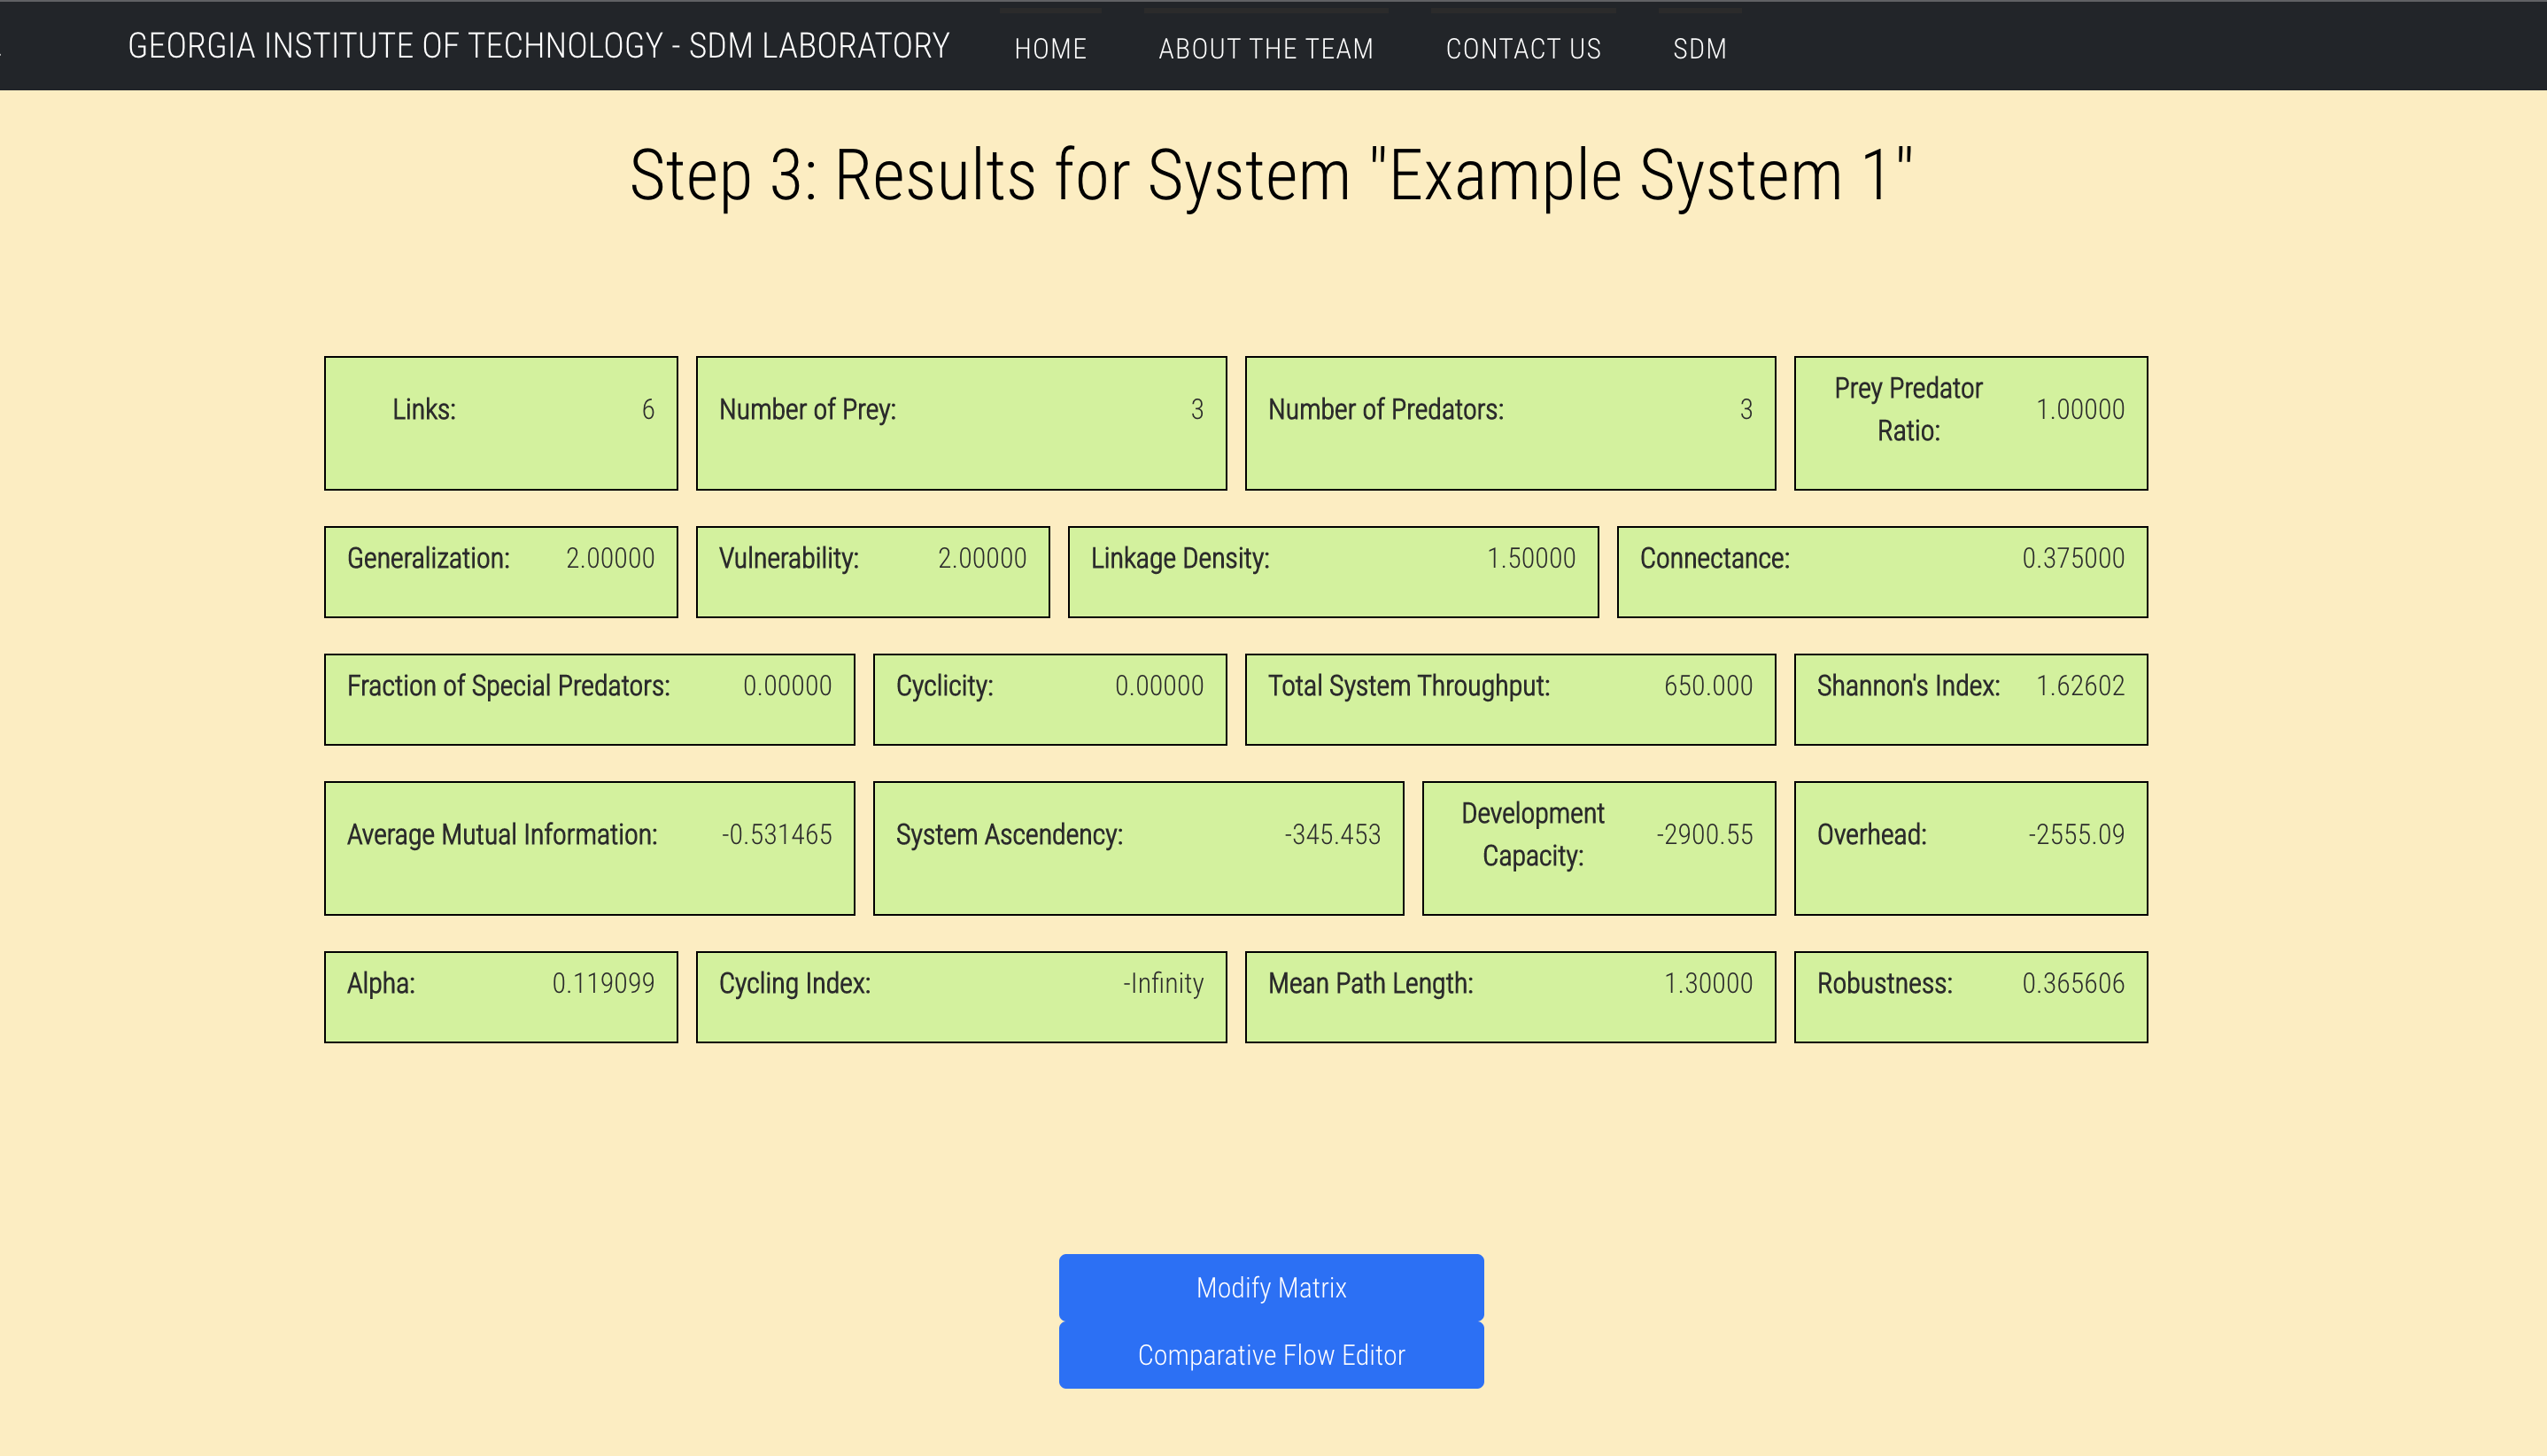 GEORGIA INSTITUTE OF TECHNOLOGY - SDM LABORATORY HOME ABOUT THE TEAM CONTACT US SDM
Step 3: Results for System "Example System 1"
Links: 6
Number of Prey: 3
Number of Predators: 3
Prey Predator
Ratio: 1.00000
Generalization: 2.00000
Vulnerability: 2.00000
Linkage Density: 1.50000
Connectance: 0.375000
Fraction of Special Predators: 0.00000
Cyclicity: 0.00000
Total System Throughput: 650.000
Shannon's Index: 1.62602
Average Mutual Information: -0.531465
System Ascendency: -345.453
Development
Capacity: -2900.55
Overhead: -2555.09
Alpha: 0.119099
Cycling Index: -Infinity
Mean Path Length: 1.30000
Robustness: 0.365606
Modify Matrix
Comparative Flow Editor